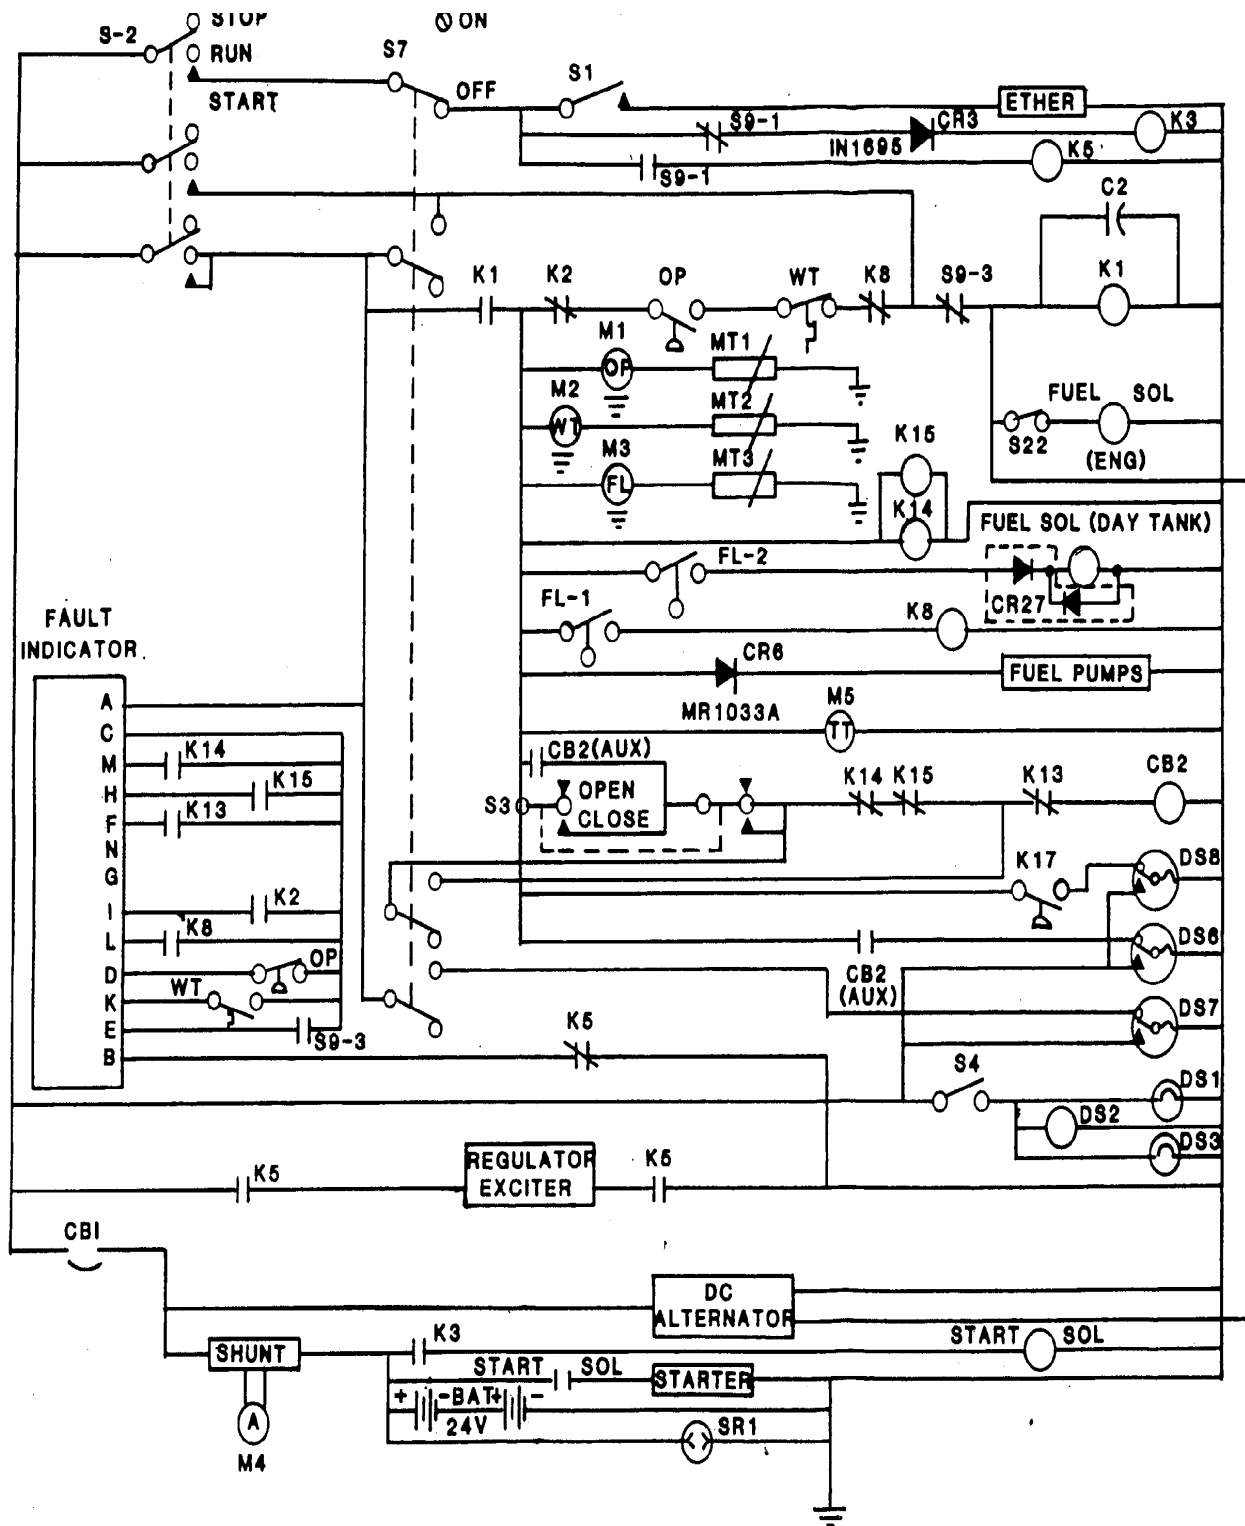 STOP
ON
S-2
RUN
S7
START
OFF
S1
ETHER
S9-1
CR3
K3
IN1695
K5
S9-1
C2
K1
K2
OP
WT
K8
S9-3
K1
M1
OP
MT1
M2
WT
MT2
FUEL SOL
S22
(ENG)
M3
FL
MT3
K15
K14
FUEL SOL (DAY TANK)
FL-2
CR27
FL-1
K8
FAULT
INDICATOR
CR6
FUEL PUMPS
MR1033A
M5
TT
A
C
M
K14
H
K15
F
K13
N
G
I
K2
L
K8
D
OP
K
WT
E
S9-3
B
CB2(AUX)
S3
OPEN
CLOSE
K14
K15
K13
CB2
K17
DS8
DS6
CB2
(AUX)
DS7
K5
S4
DS1
DS2
DS3
K5
REGULATOR
EXCITER
K5
CB1
DC
ALTERNATOR
SHUNT
K3
START SOL
START SOL
STARTER
+ -BAT+ -
24V
A
M4
SR1